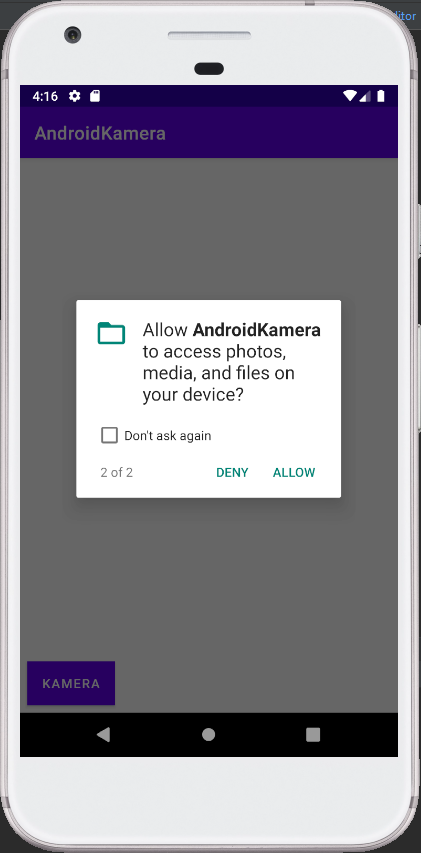 ditor
4:16
AndroidKamera
Allow AndroidKamera
to access photos,
media, and files on
your device?
Don't ask again
2 of 2
DENY
ALLOW
KAMERA